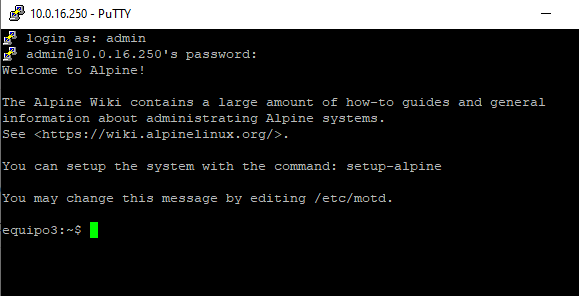 10.0.16.250 - PuTTY
login as: admin
admin@10.0.16.250's password:
Welcome to Alpine!
The Alpine Wiki contains a large amount of how-to guides and general
information about administrating Alpine systems.
See <https://wiki.alpinelinux.org/>.
You can setup the system with the command: setup-alpine
You may change this message by editing /etc/motd.
equipo3:~$